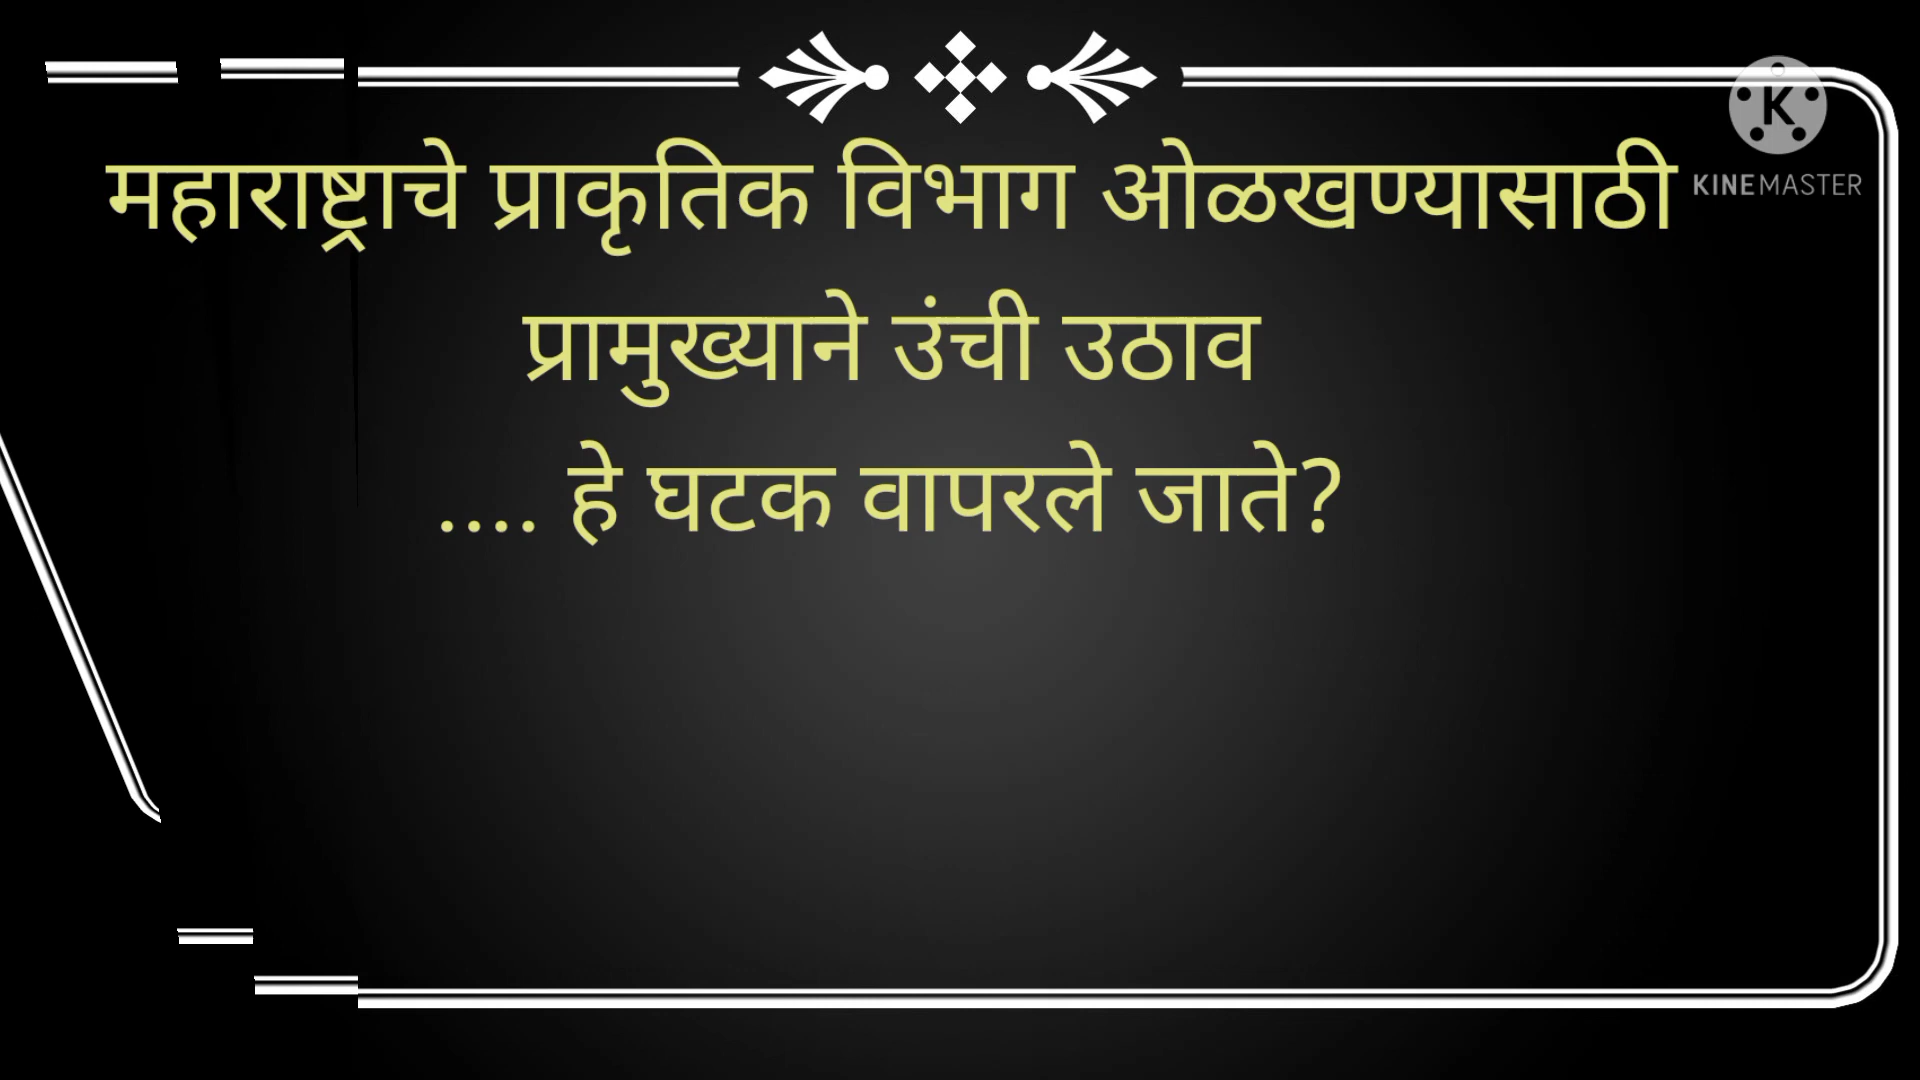 महाराष्ट्राचे प्राकृतिक विभाग ओळखण्यासाठी
प्रामुख्याने उंची उठाव
.... हे घटक वापरले जाते?
KINEMASTER